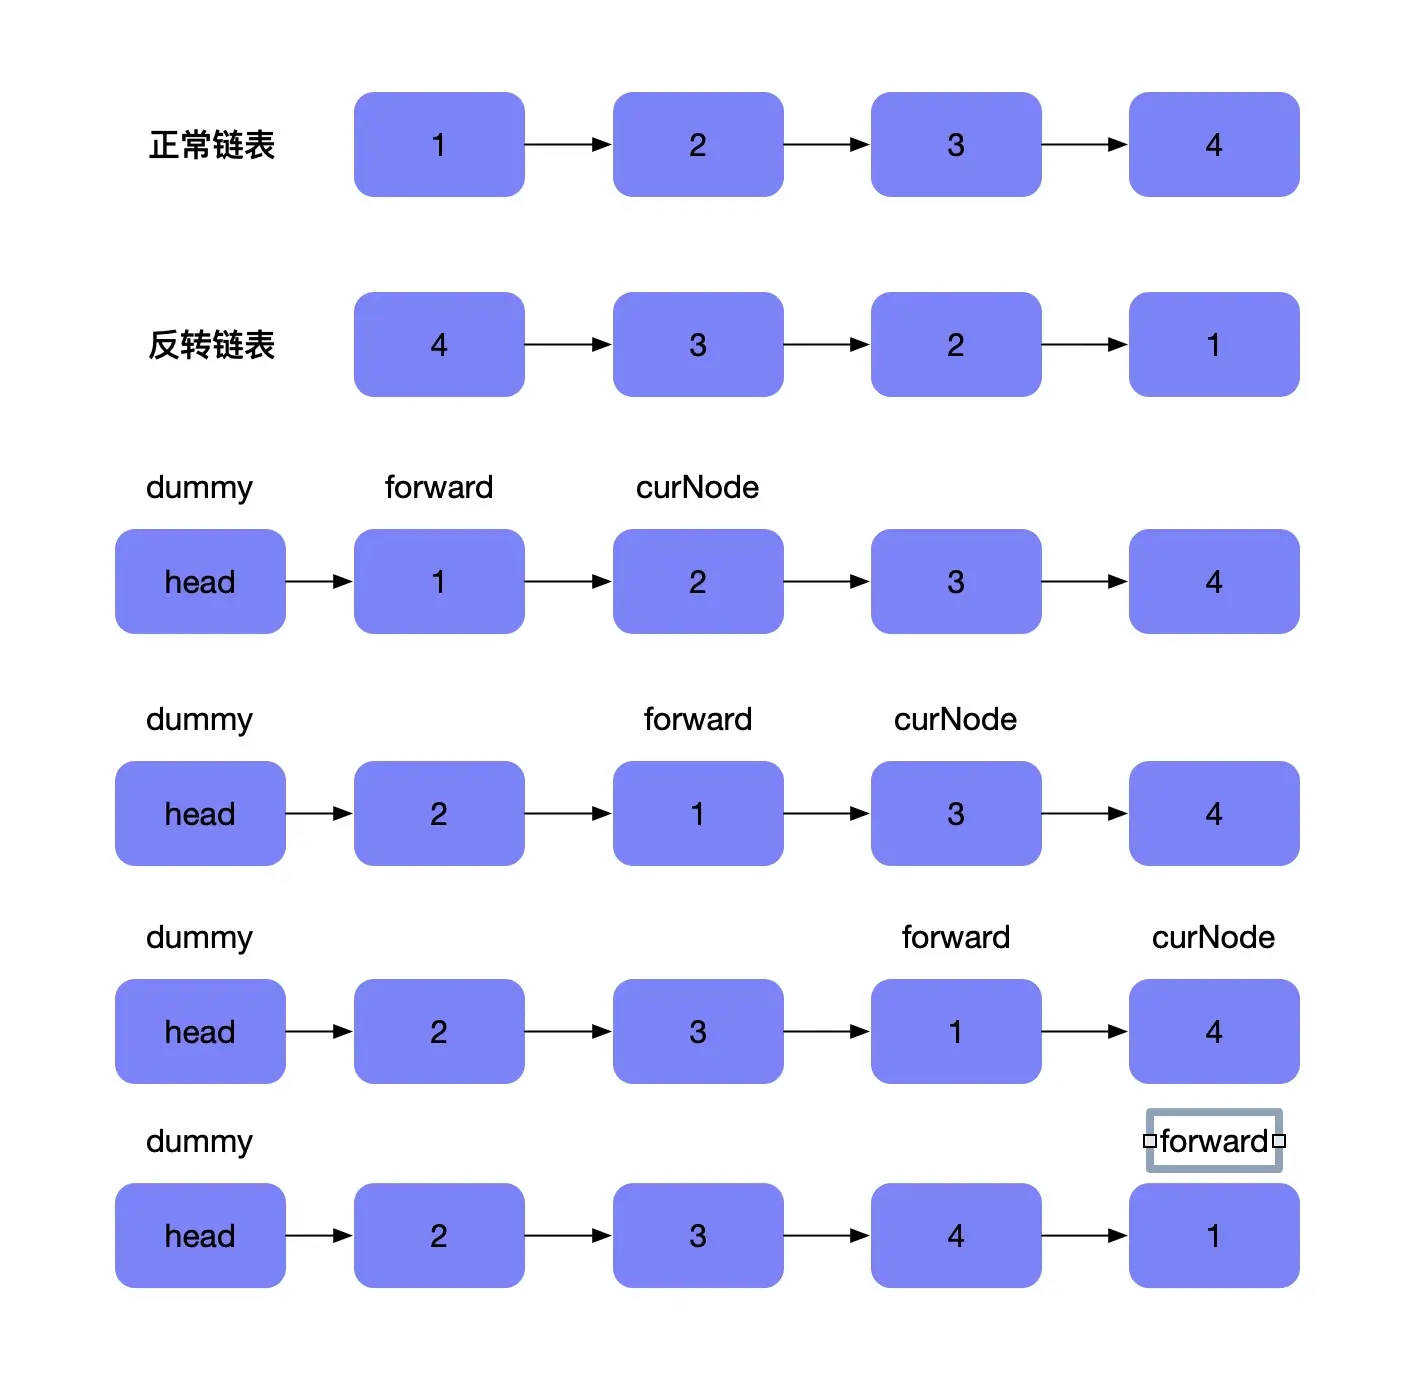 正常链表 1 2 3 4
反转链表 4 3 2 1
dummy forward curNode
head 1 2 3 4
dummy forward curNode
head 2 1 3 4
dummy forward curNode
head 2 3 1 4
dummy forward
head 2 3 4 1